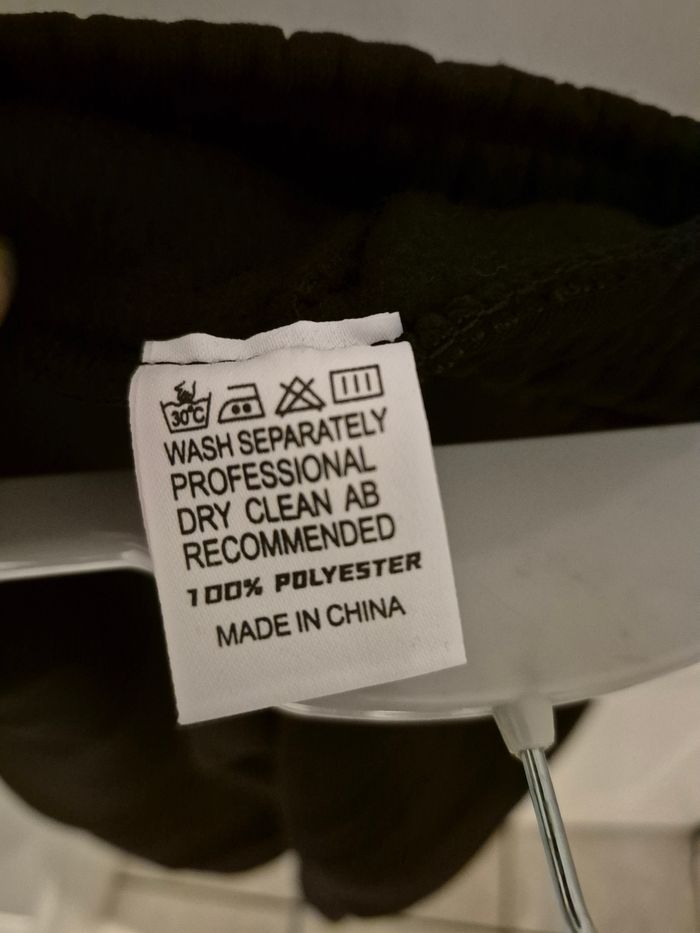 30°C
WASH SEPARATELY
PROFESSIONAL
DRY CLEAN AB
RECOMMENDED
100% POLYESTER
MADE IN CHINA